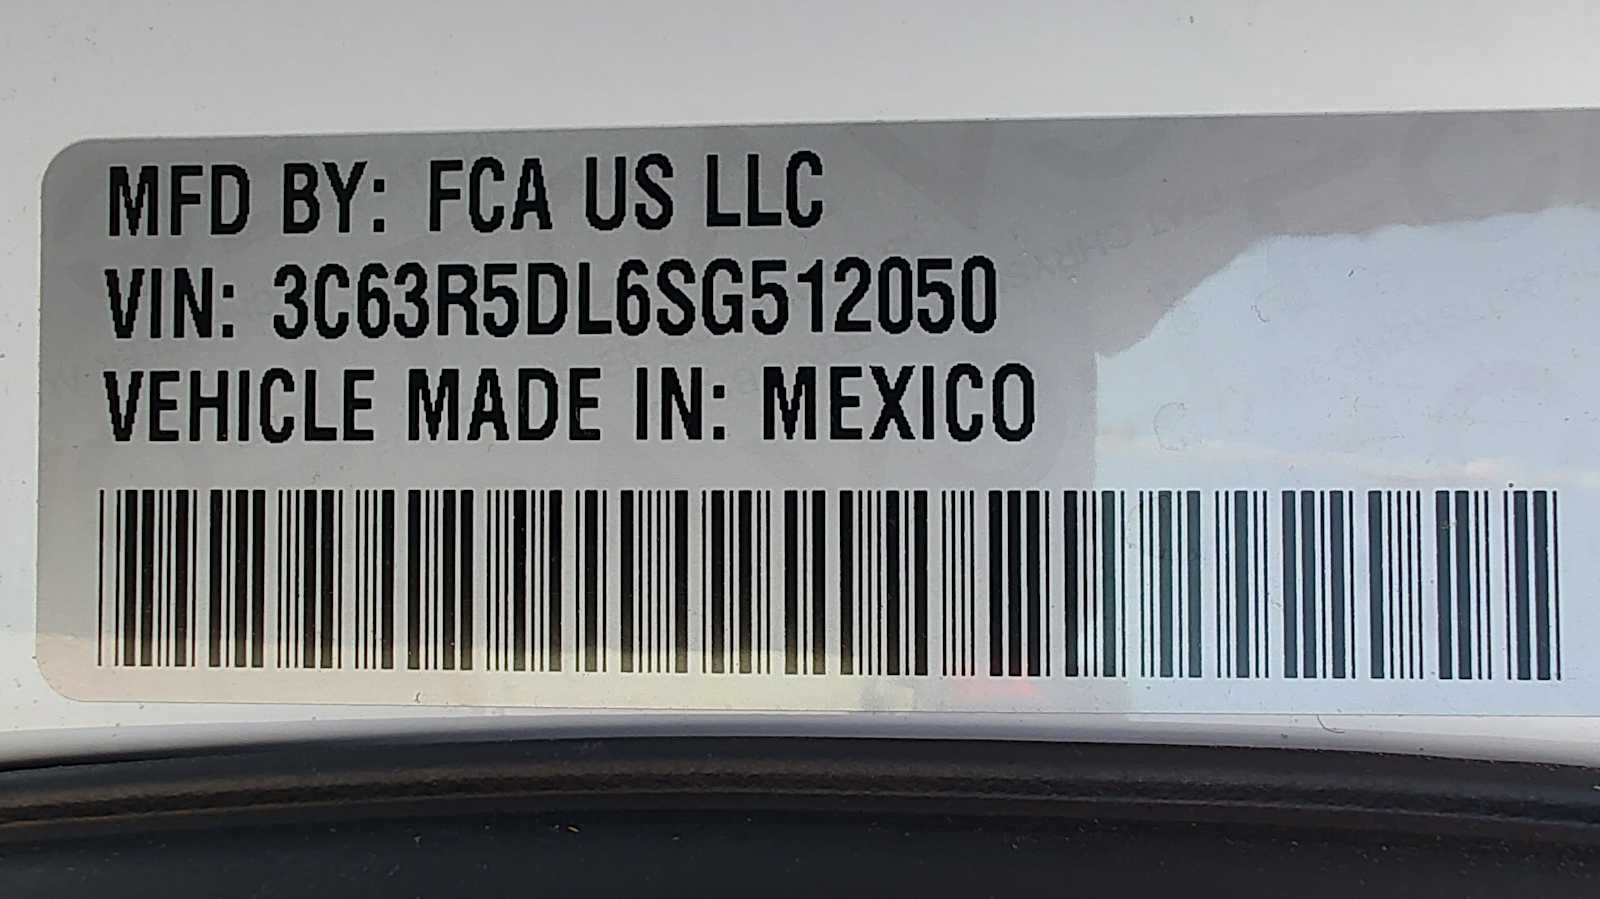 MFD BY: FCA US LLC
VIN: 3C63R5DL6SG512050
VEHICLE MADE IN: MEXICO